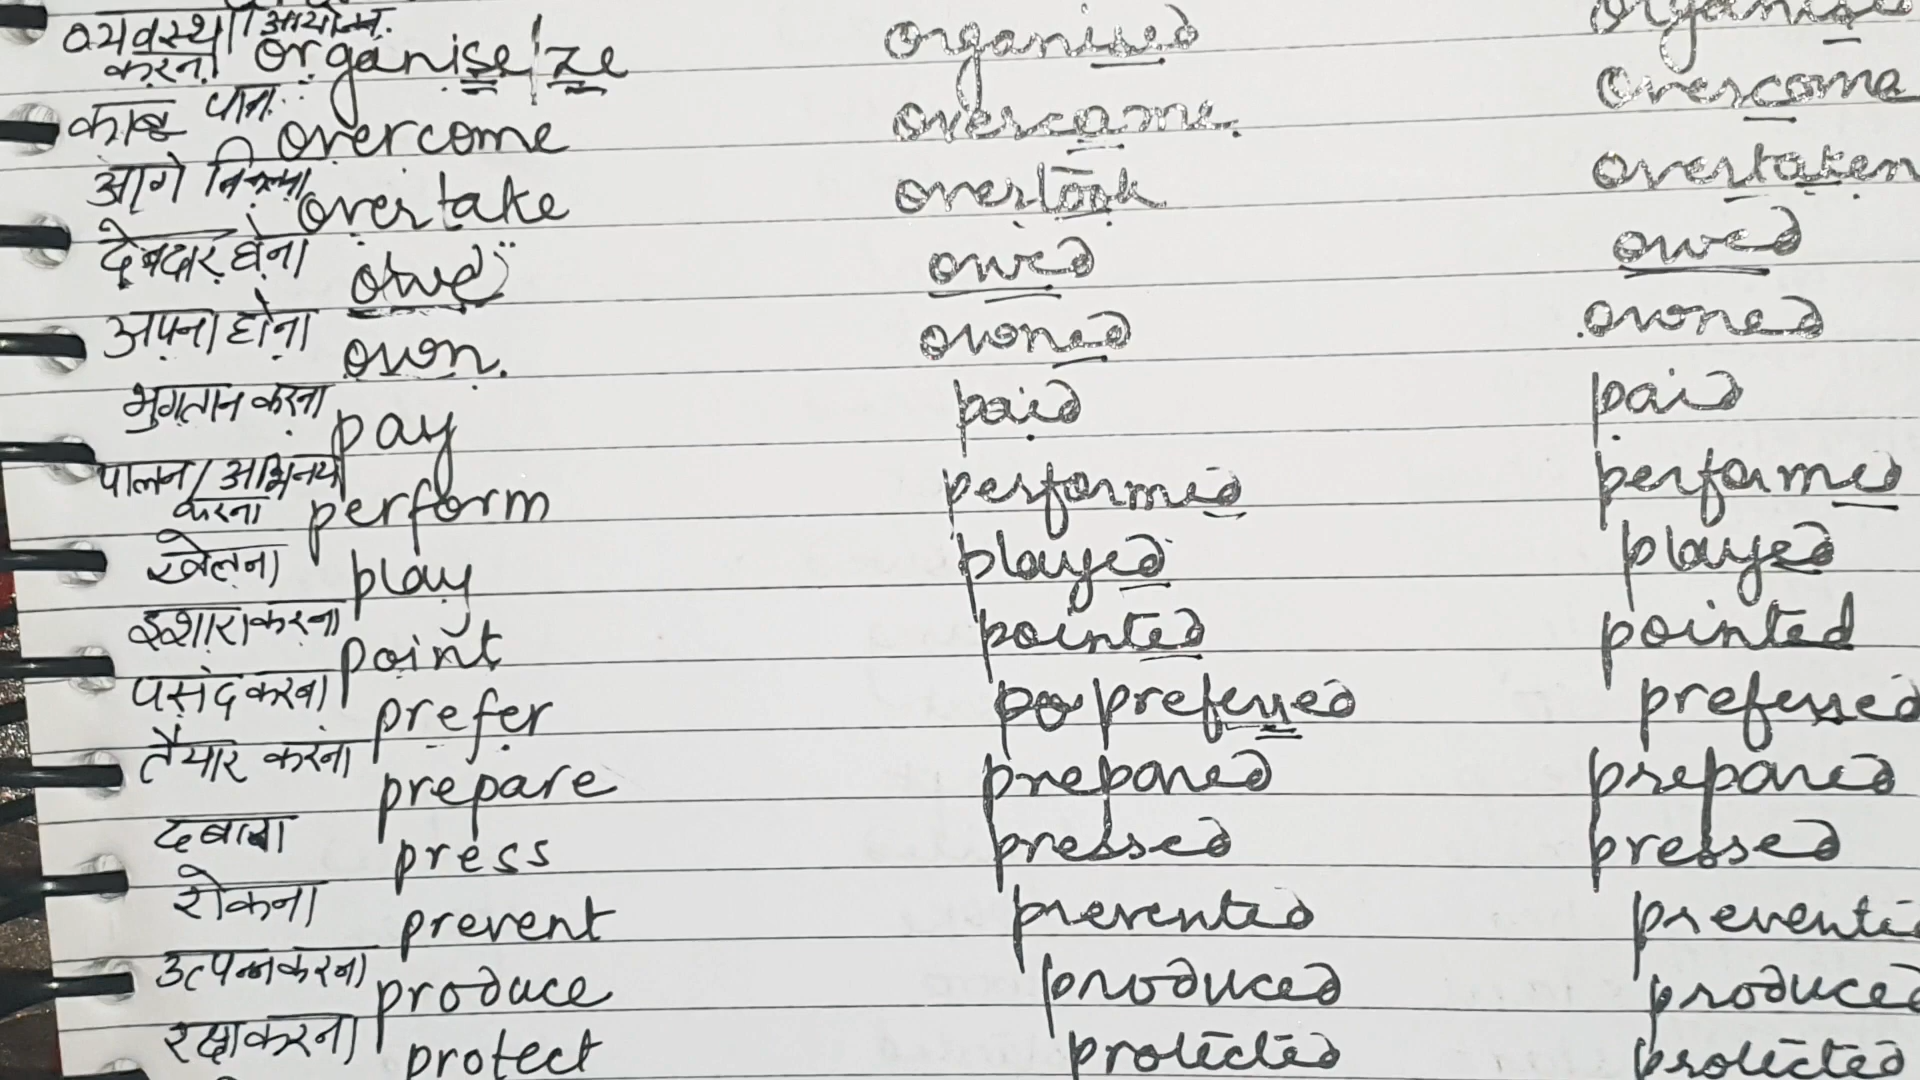 व्यवस्था/आयोजन करना organise/ze organised organised
काबू पाना overcome overcame. overcome
आगे निकलना overtake overtook overtaken
देनदार होना owe owed owed
अपना होना own. owned owned
भुगतान करना pay paid paid
पालन/अभिनय करना perform performed performed
खेलना play played played
इशारा करना point pointed pointed
पसंद करना prefer preferred preferred
तैयार करना prepare prepared prepared
दबाना press pressed pressed
रोकना prevent prevented prevented
उत्पन्न करना produce produced produced
रक्षा करना protect protected protected